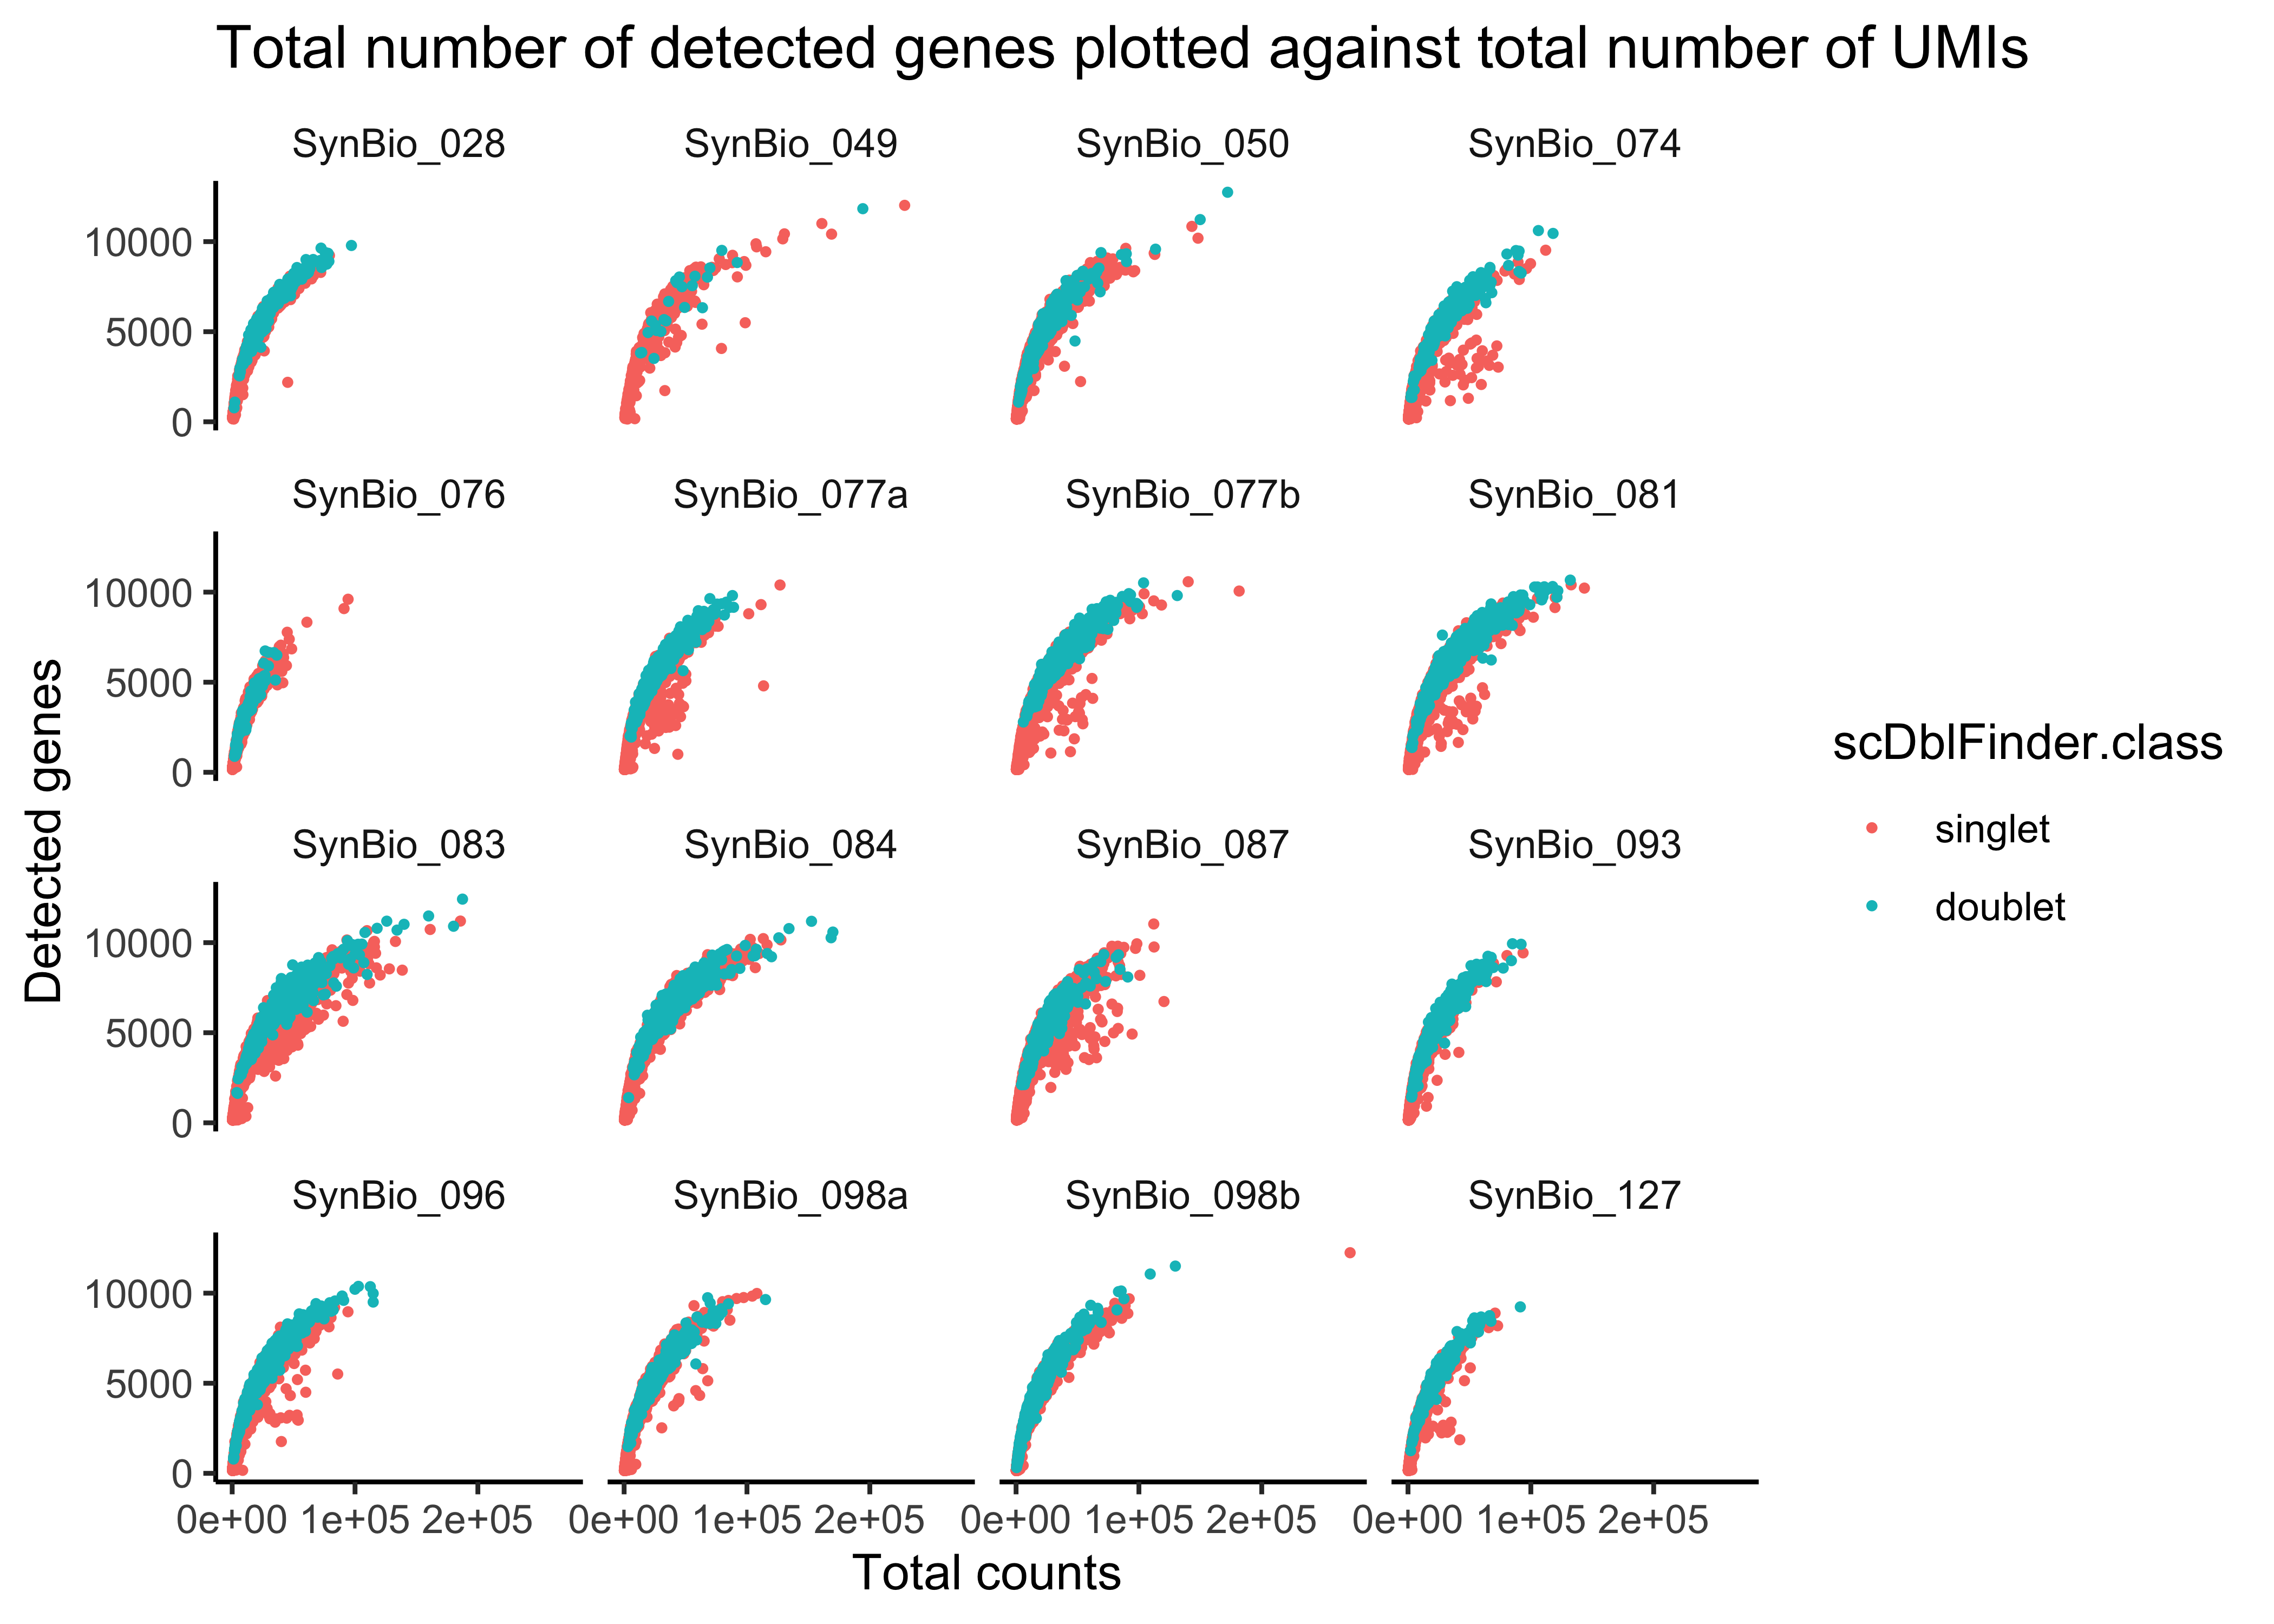 Total number of detected genes plotted against total number of UMIs
SynBio_028 SynBio_049 SynBio_050 SynBio_074
10000
5000
0
SynBio_076 SynBio_077a SynBio_077b SynBio_081
10000
5000
0
SynBio_083 SynBio_084 SynBio_087 SynBio_093
10000
5000
0
SynBio_096 SynBio_098a SynBio_098b SynBio_127
10000
5000
0
0e+00 1e+05 2e+05 0e+00 1e+05 2e+05 0e+00 1e+05 2e+05 0e+00 1e+05 2e+05
Total counts
Detected genes
scDblFinder.class
singlet
doublet